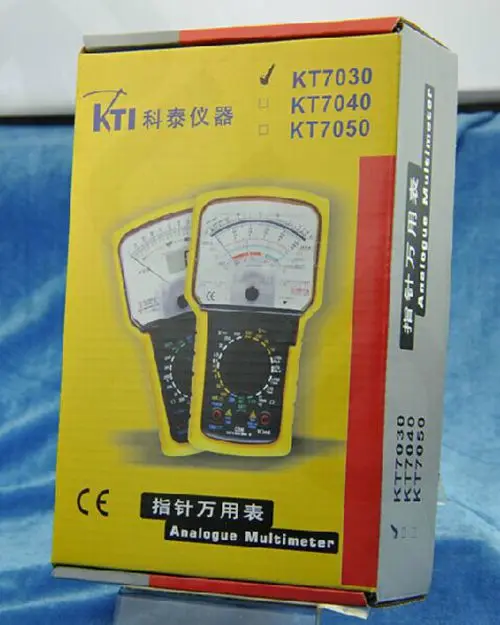 KTI 科泰仪器
KT7030
KT7040
KT7050
指针万用表
Analogue Multimeter
指针万用表
Analogue Multimeter
KT7030
KT7040
KT7050
CE